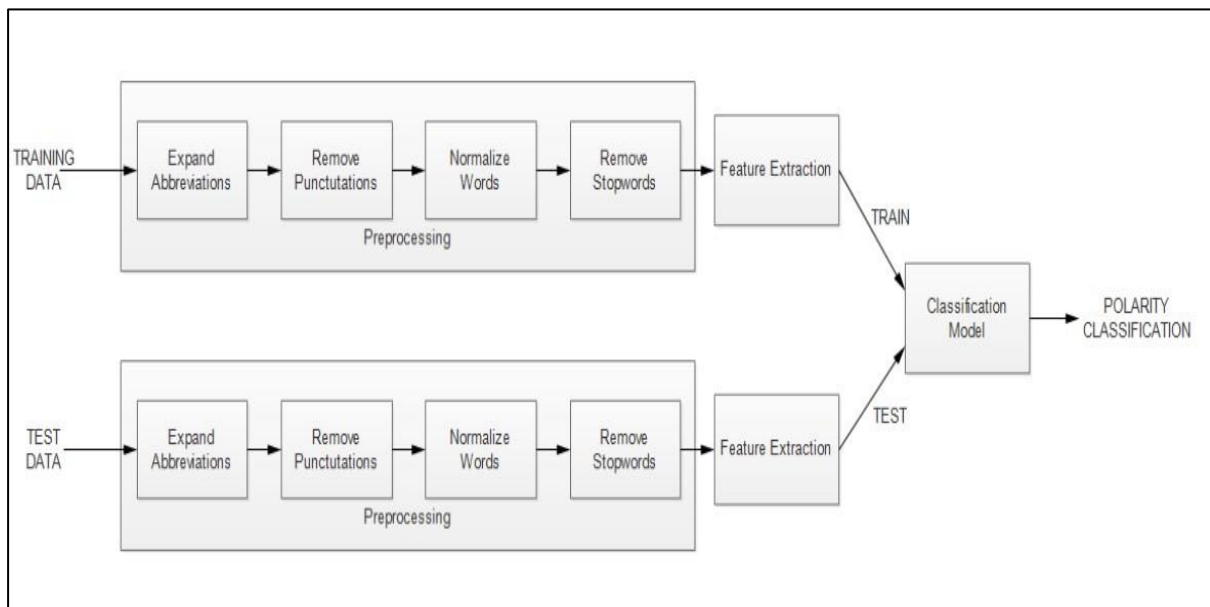 TRAINING
DATA
Expand
Abbreviations
Remove
Punctutations
Normalize
Words
Remove
Stopwords
Preprocessing
Feature Extraction
TRAIN
Classification
Model
POLARITY
CLASSIFICATION
TEST
DATA
Expand
Abbreviations
Remove
Punctutations
Normalize
Words
Remove
Stopwords
Preprocessing
Feature Extraction
TEST